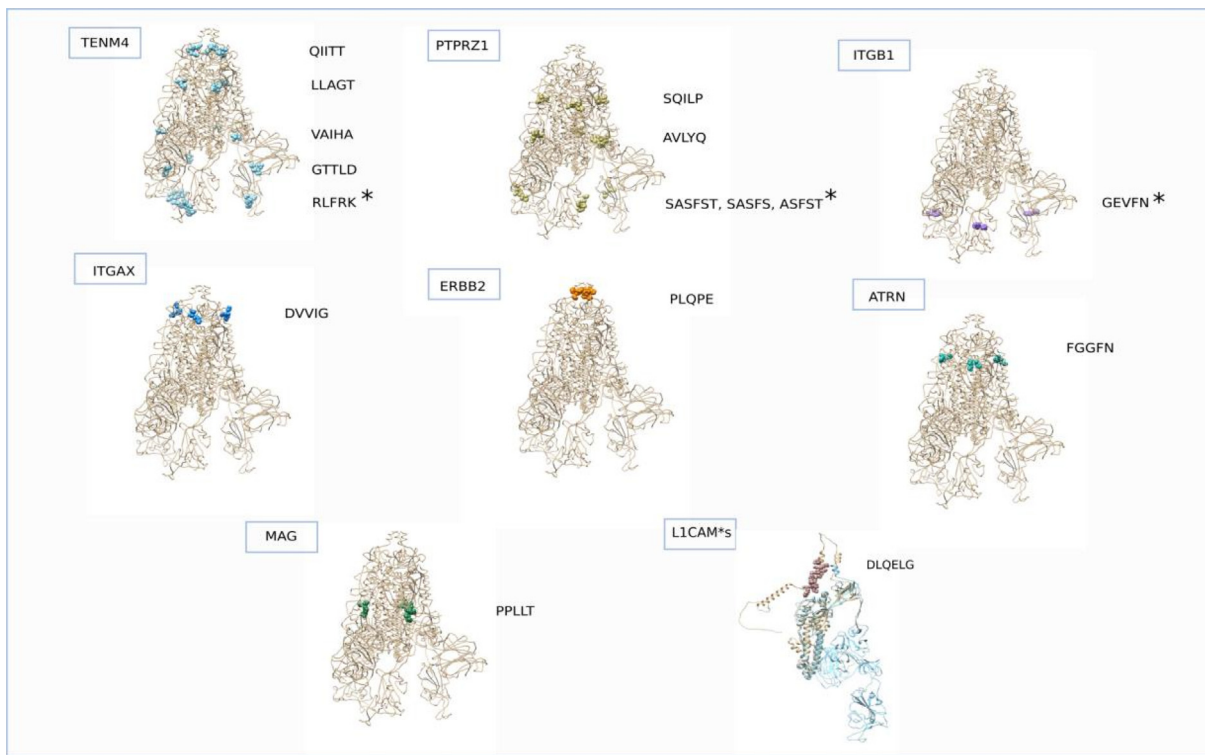 TENM4
QIITT
LLAGT
VAIHA
GTTLD
RLFRK *
PTPRZ1
SQILP
AVLYQ
SASFST, SASFS, ASFST *
ITGB1
GEVFN *
ITGAX
DVVIG
ERBB2
PLQPE
ATRN
FGGFN
MAG
PPLLT
L1CAM*s
DLQELG